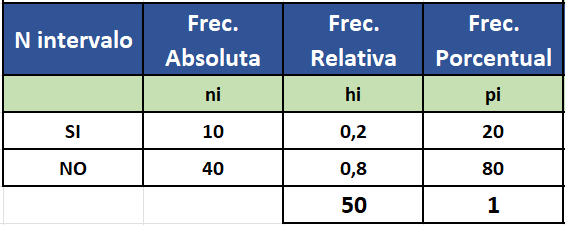 N intervalo Frec. Absoluta Frec. Relativa Frec. Porcentual
ni hi pi
SI 10 0,2 20
NO 40 0,8 80
50 1